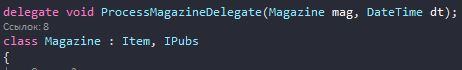 delegate void ProcessMagazineDelegate(Magazine mag, DateTime dt);
Ссылок: 8
class Magazine : Item, IPubs
{